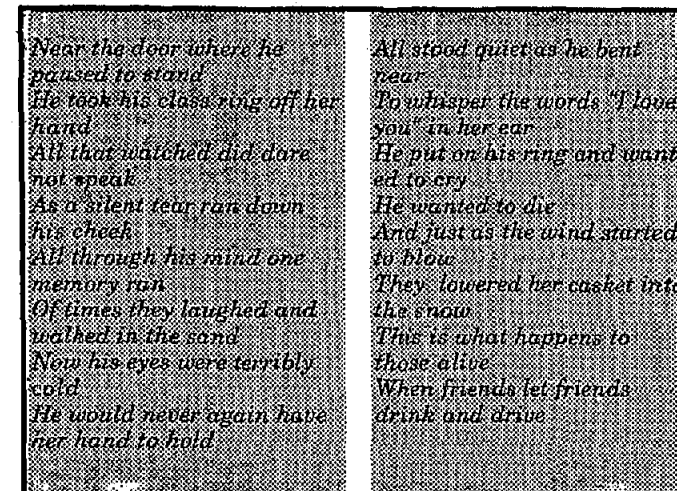 Near the door where he
paused to stand
He took his class ring off her
hand
All that watched did dare
not speak
As a silent tear ran down
his cheek
All through his mind one
memory ran
Of times they laughed and
walked in the sand
Now his eyes were terribly
cold
He would never again have
her hand to hold
All stood quiet as he bent
near
To whisper the words "I love
you" in her ear
He put on his ring and want
ed to cry
He wanted to die
And just as the wind started
to blow
They lowered her casket into
the snow
This is what happens to
those alive
When friends let friends
drink and drive